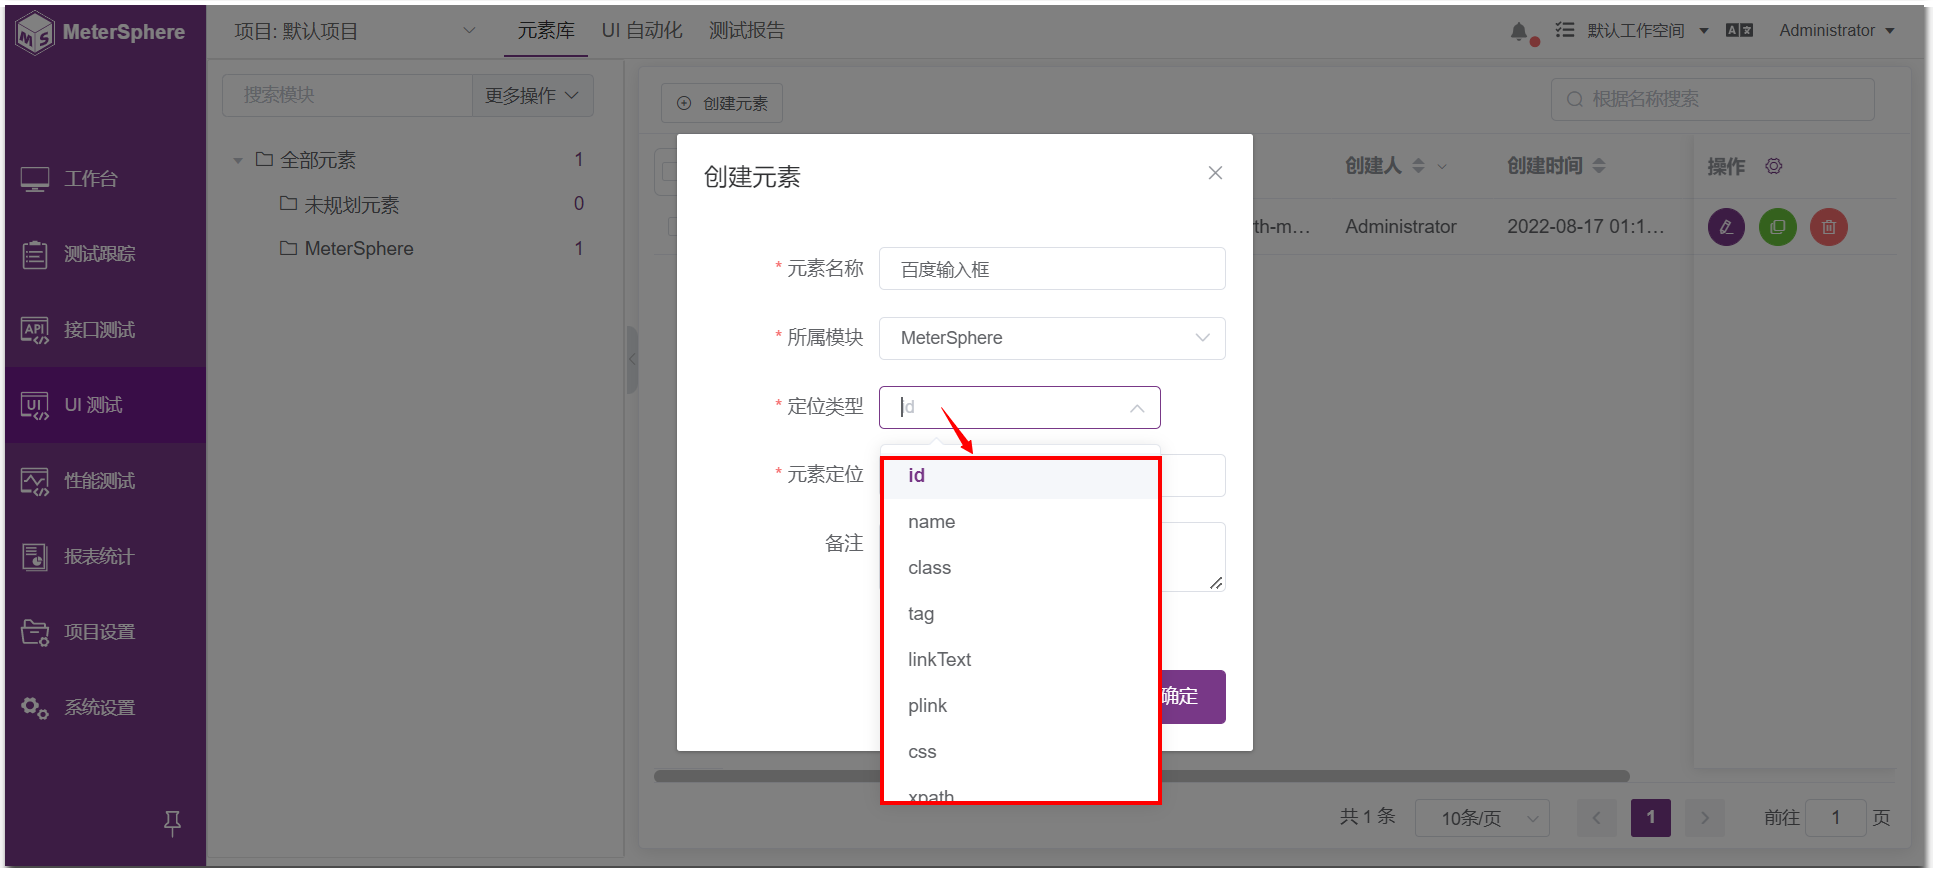 MeterSphere
项目: 默认项目
元素库
UI 自动化
测试报告
默认工作空间
Administrator
搜索模块
更多操作
创建元素
根据名称搜索
全部元素 1
未规划元素 0
MeterSphere 1
工作台
测试跟踪
接口测试
UI 测试
性能测试
报表统计
项目设置
系统设置
创建人
创建时间
操作
th-m...
Administrator
2022-08-17 01:1...
创建元素
* 元素名称
百度输入框
* 所属模块
MeterSphere
* 定位类型
id
* 元素定位
备注
id
name
class
tag
linkText
plink
css
xpath
确定
共 1 条
10条/页
1
前往 1 页